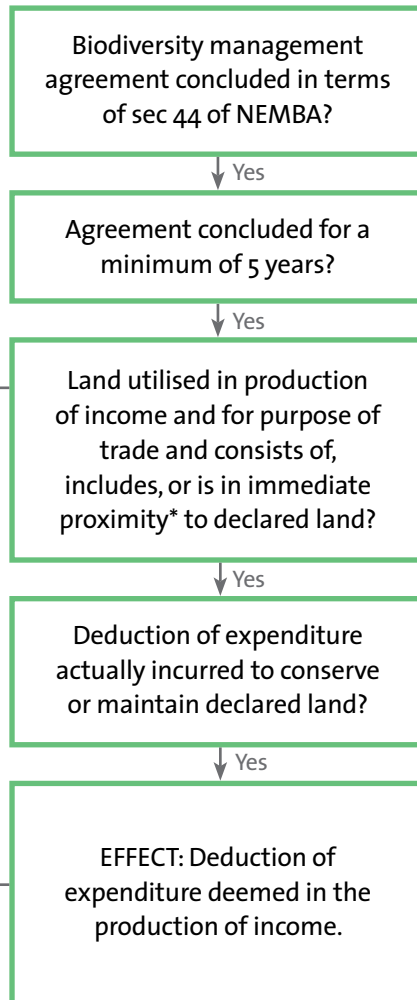 Biodiversity management
agreement concluded in terms
of sec 44 of NEMBA?
Yes
Agreement concluded for a
minimum of 5 years?
Yes
Land utilised in production
of income and for purpose of
trade and consists of,
includes, or is in immediate
proximity* to declared land?
Yes
Deduction of expenditure
actually incurred to conserve
or maintain declared land?
Yes
EFFECT: Deduction of
expenditure deemed in the
production of income.